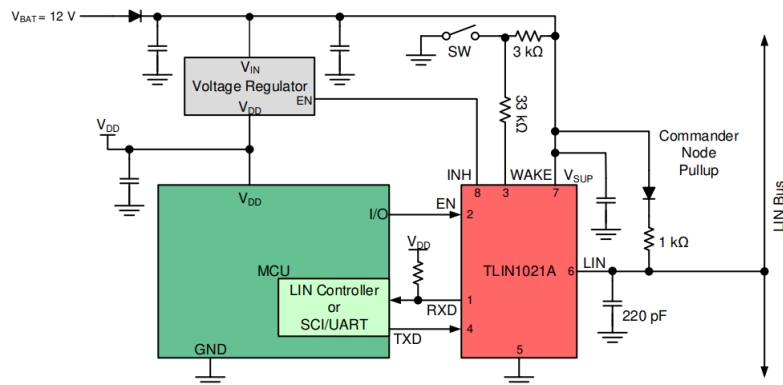 VBAT= 12 V
SW
3 kΩ
VIN
Voltage Regulator
EN
VDD
33 kΩ
VDD
Commander
Node
Pullup
LIN Bus
INH
WAKE
VSUP
8
3
7
VDD
I/O
EN
2
VDD
1 kΩ
MCU
TLIN1021A
6
LIN
LIN Controller
or
SCI/UART
1
RXD
4
TXD
220 pF
GND
5